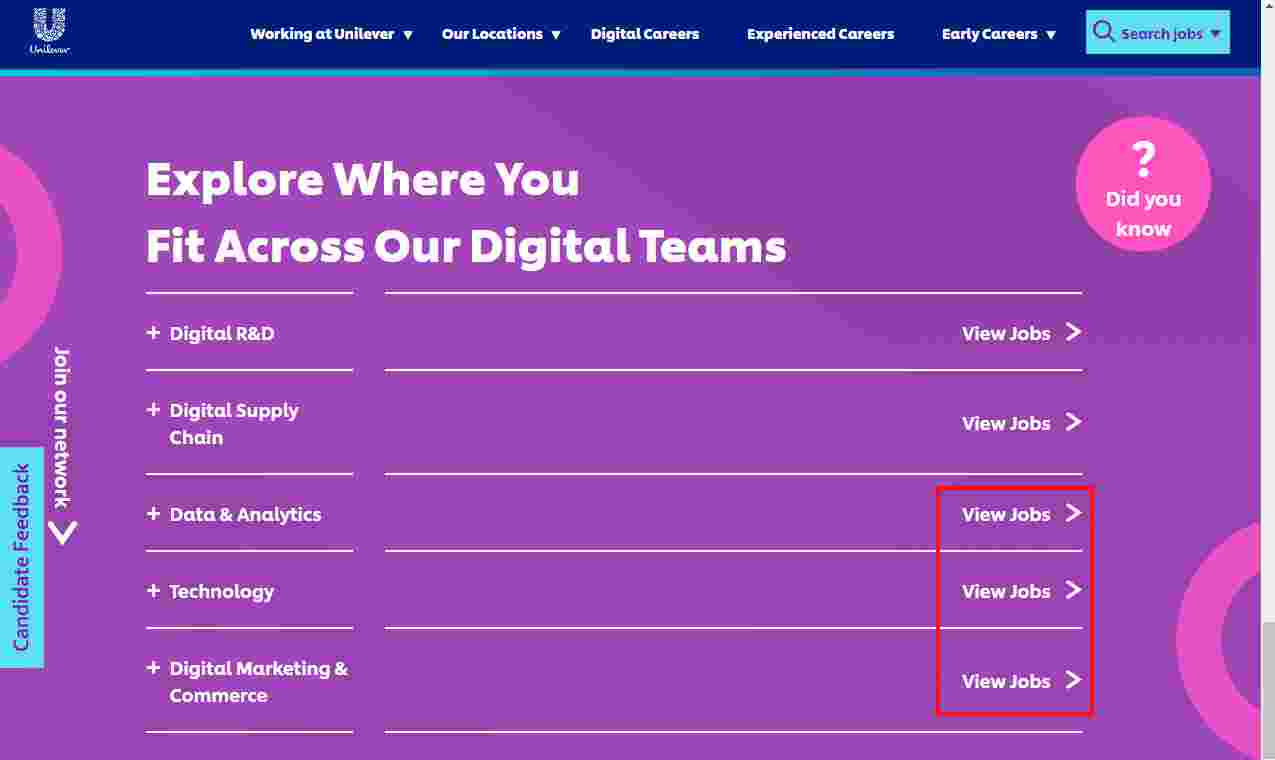 Unilever
Working at Unilever ▼ Our Locations ▼ Digital Careers Experienced Careers Early Careers ▼ Search jobs ▼
?
Did you
know
Explore Where You
Fit Across Our Digital Teams
+ Digital R&D View Jobs >
+ Digital Supply
Chain
View Jobs >
+ Data & Analytics View Jobs >
+ Technology View Jobs >
+ Digital Marketing &
Commerce
View Jobs >
Join our network
Candidate Feedback